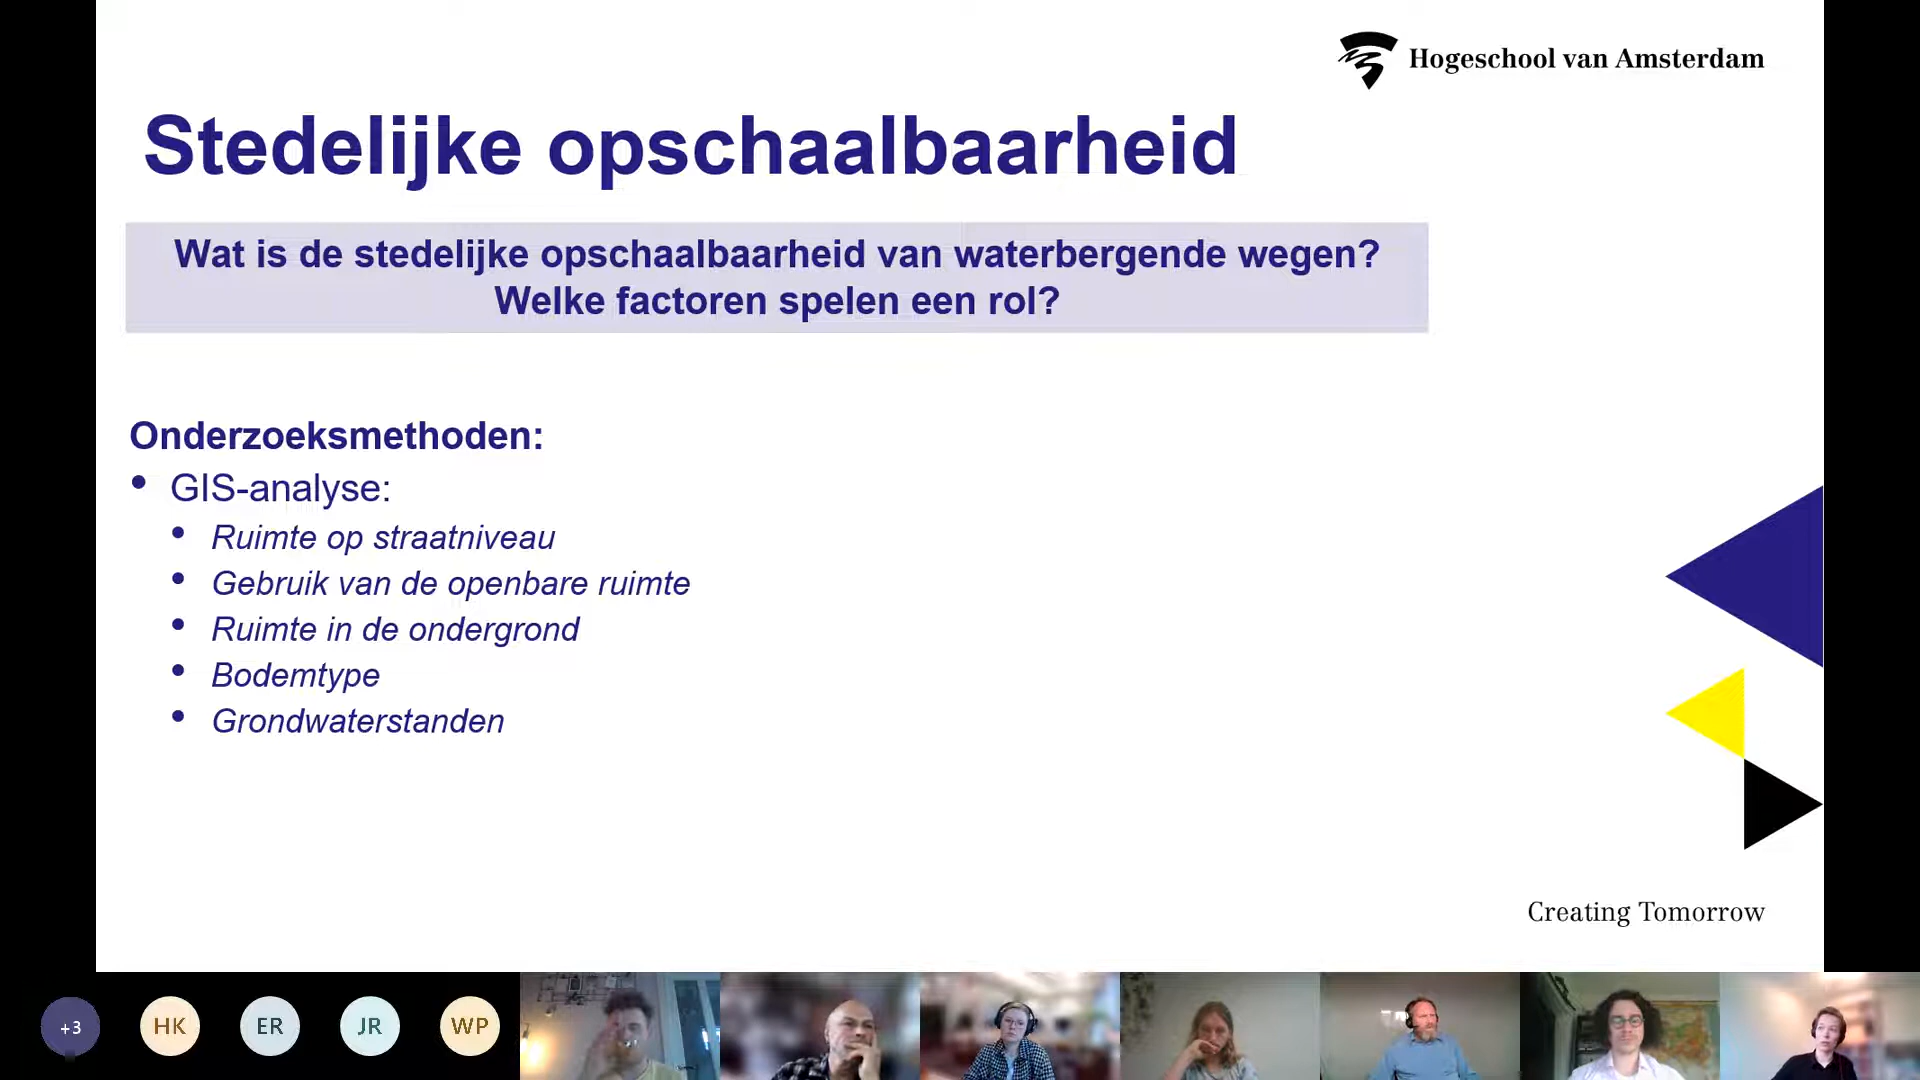 Hogeschool van Amsterdam
Stedelijke opschaalbaarheid
Wat is de stedelijke opschaalbaarheid van waterbergende wegen?
Welke factoren spelen een rol?
Onderzoeksmethoden:
• GIS-analyse:
• Ruimte op straatniveau
• Gebruik van de openbare ruimte
• Ruimte in de ondergrond
• Bodemtype
• Grondwaterstanden
Creating Tomorrow
+3 HK ER JR WP